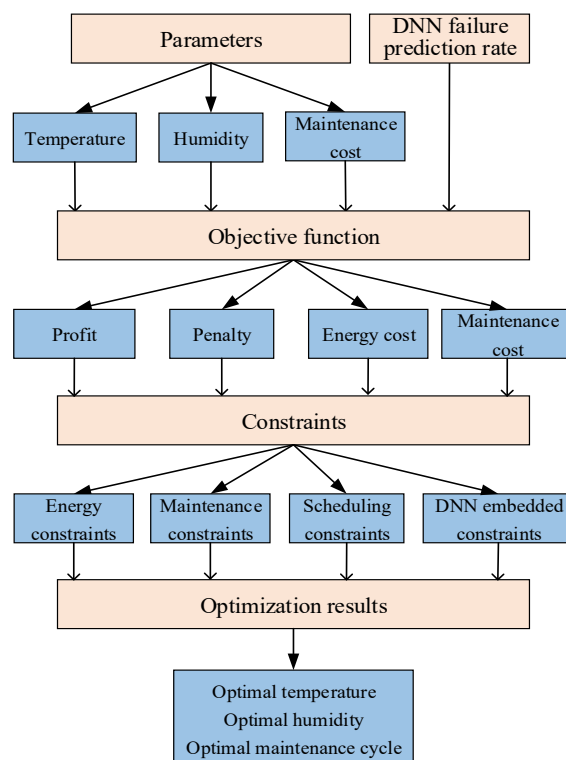 Parameters
DNN failure
prediction rate
Temperature
Humidity
Maintenance
cost
Objective function
Profit
Penalty
Energy cost
Maintenance
cost
Constraints
Energy
constraints
Maintenance
constraints
Scheduling
constraints
DNN embedded
constraints
Optimization results
Optimal temperature
Optimal humidity
Optimal maintenance cycle